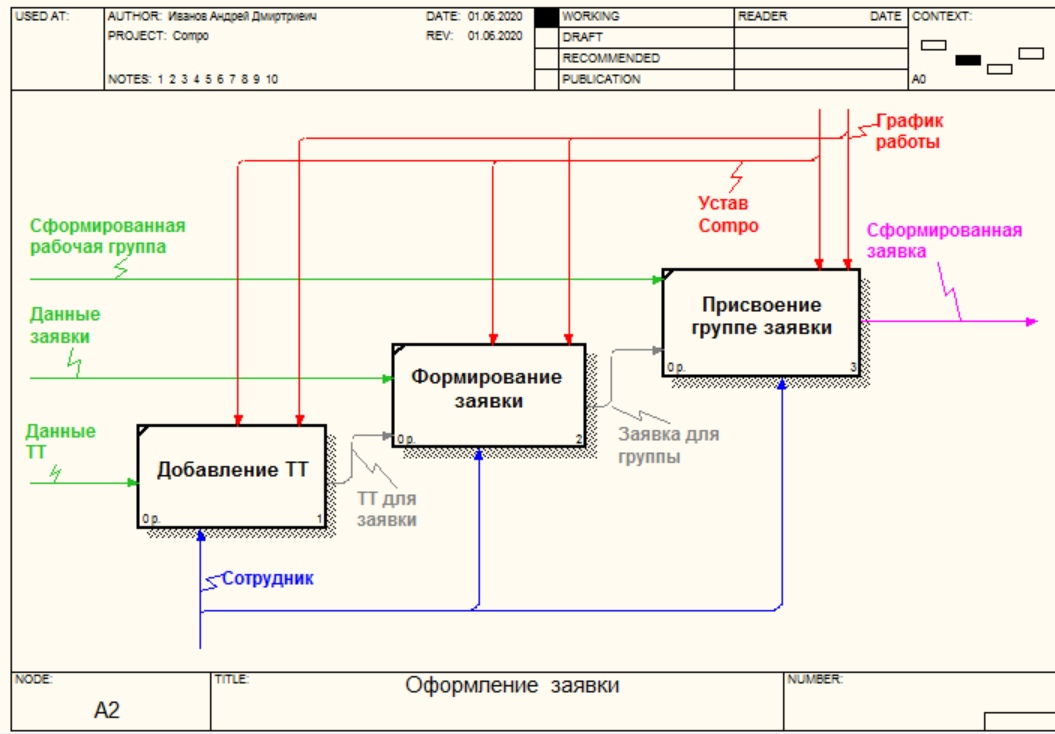 USED AT:
AUTHOR: Иванов Андрей Дмиртриеич
DATE: 01.06.2020
PROJECT: Compo
REV: 01.06.2020
NOTES: 1 2 3 4 5 6 7 8 9 10
WORKING
DRAFT
RECOMMENDED
PUBLICATION
READER
DATE
CONTEXT:
A0
График
работы
Устав
Compo
Сформированная
рабочая группа
Сформированная
заявка
Присвоение
группе заявки
0 р.
3
Данные
заявки
Формирование
заявки
0 р.
2
Заявка для
группы
Данные
ТТ
Добавление ТТ
0 р.
1
ТТ для
заявки
Сотрудник
NODE:
A2
TITLE:
Оформление заявки
NUMBER: